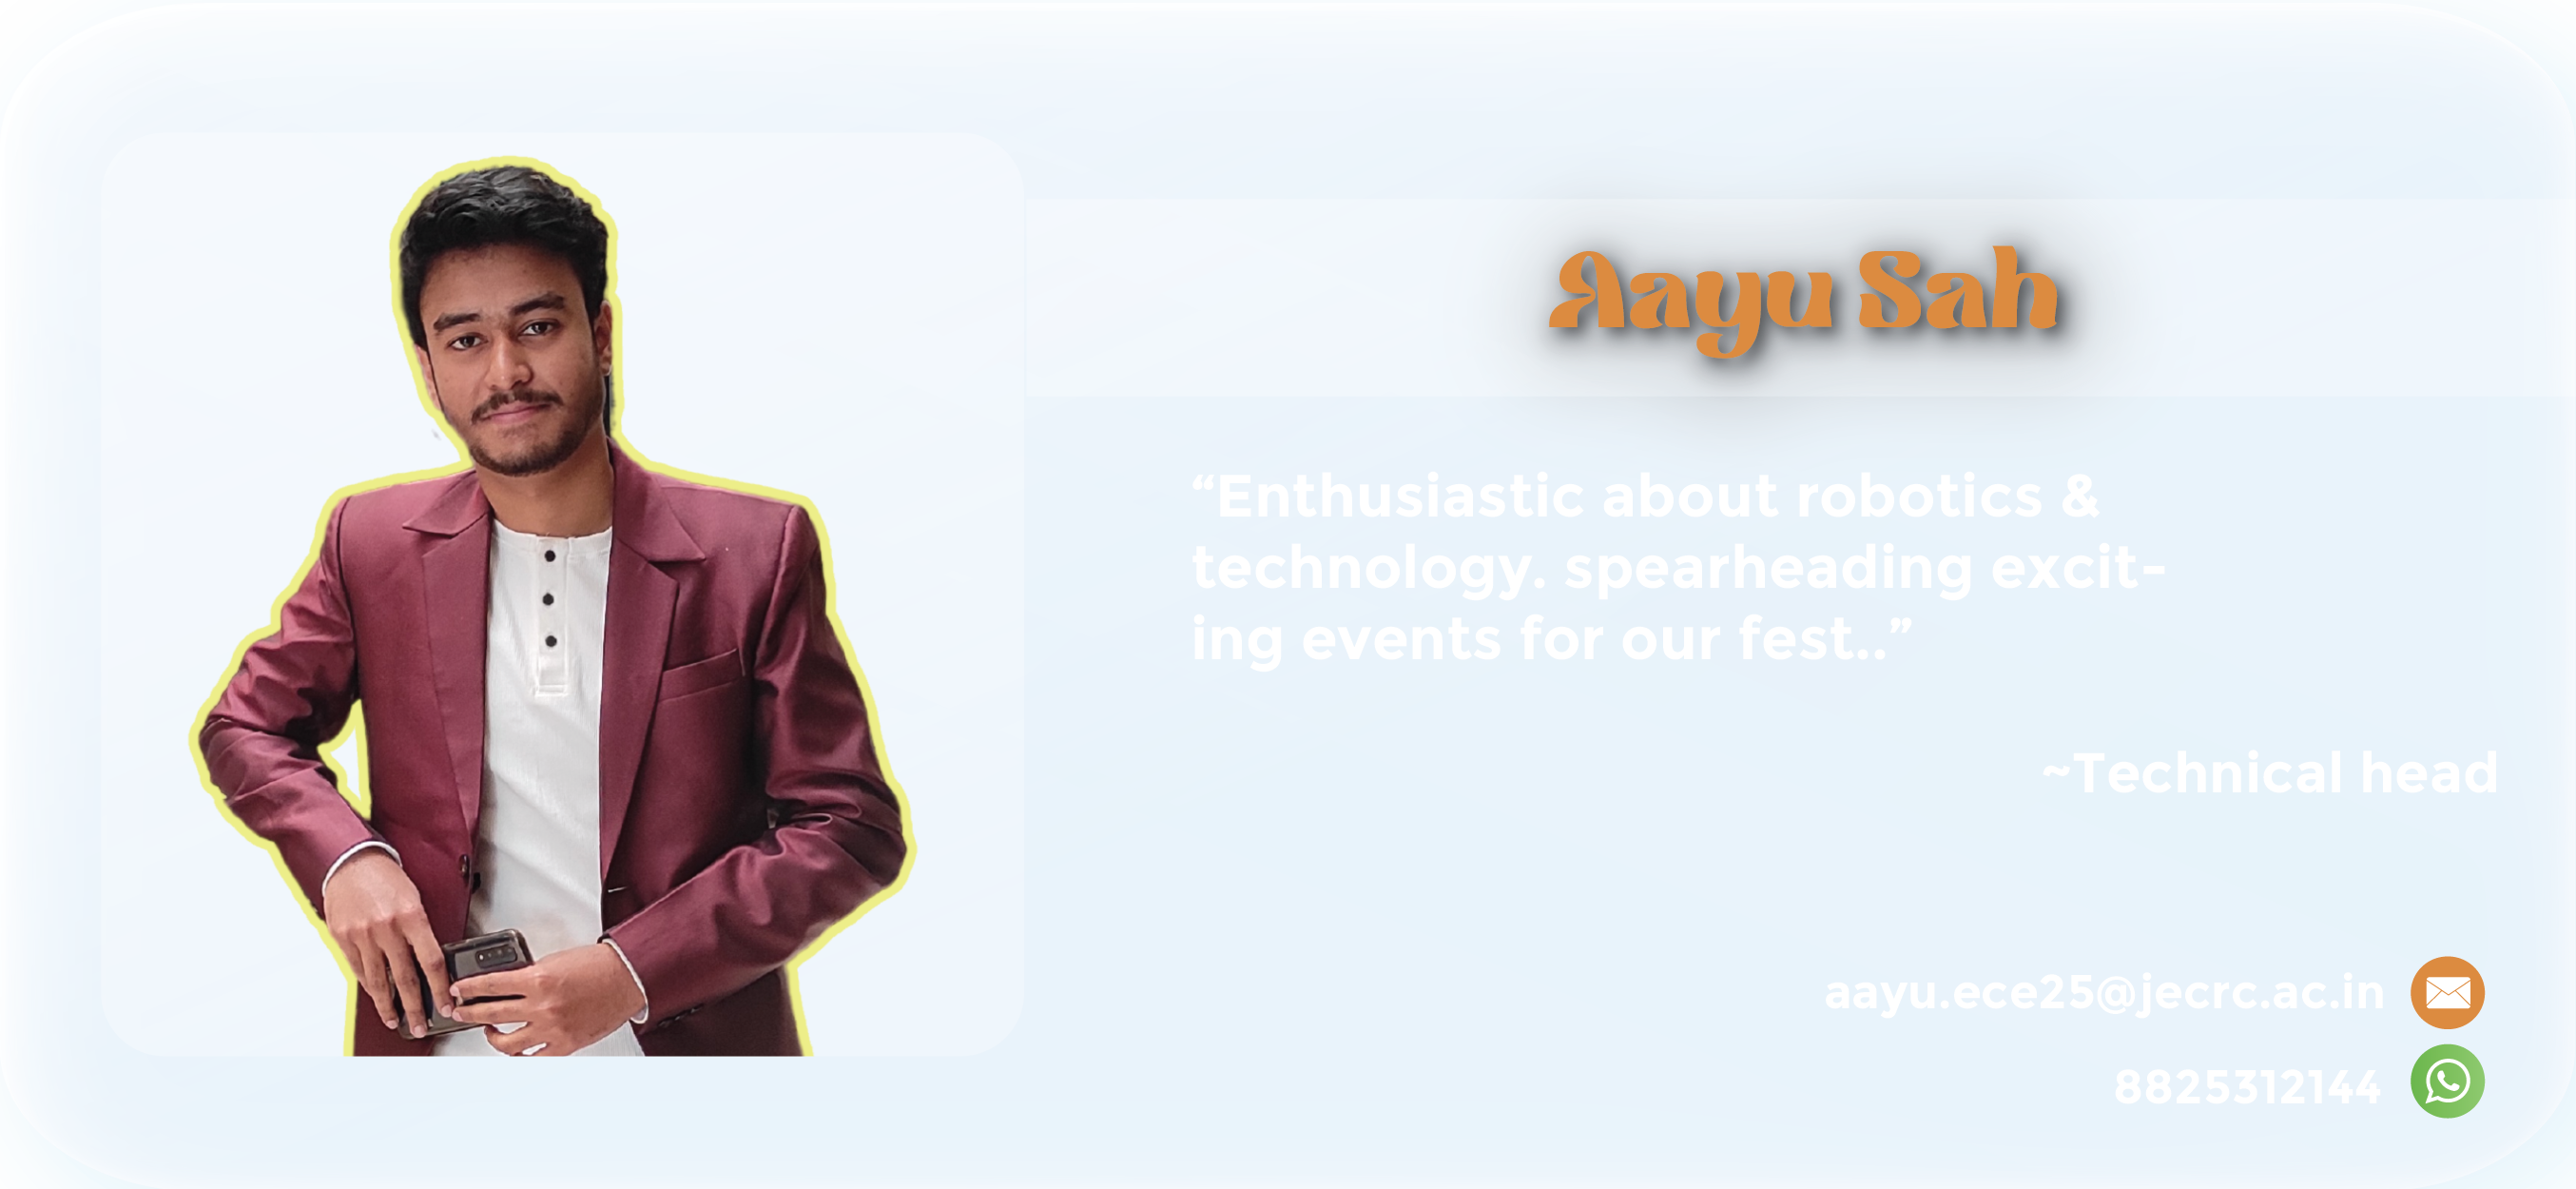 Aayu Sah
“Enthusiastic about robotics &
technology. spearheading excit-
ing events for our fest..”
~Technical head
aayu.ece25@jecrc.ac.in
8825312144